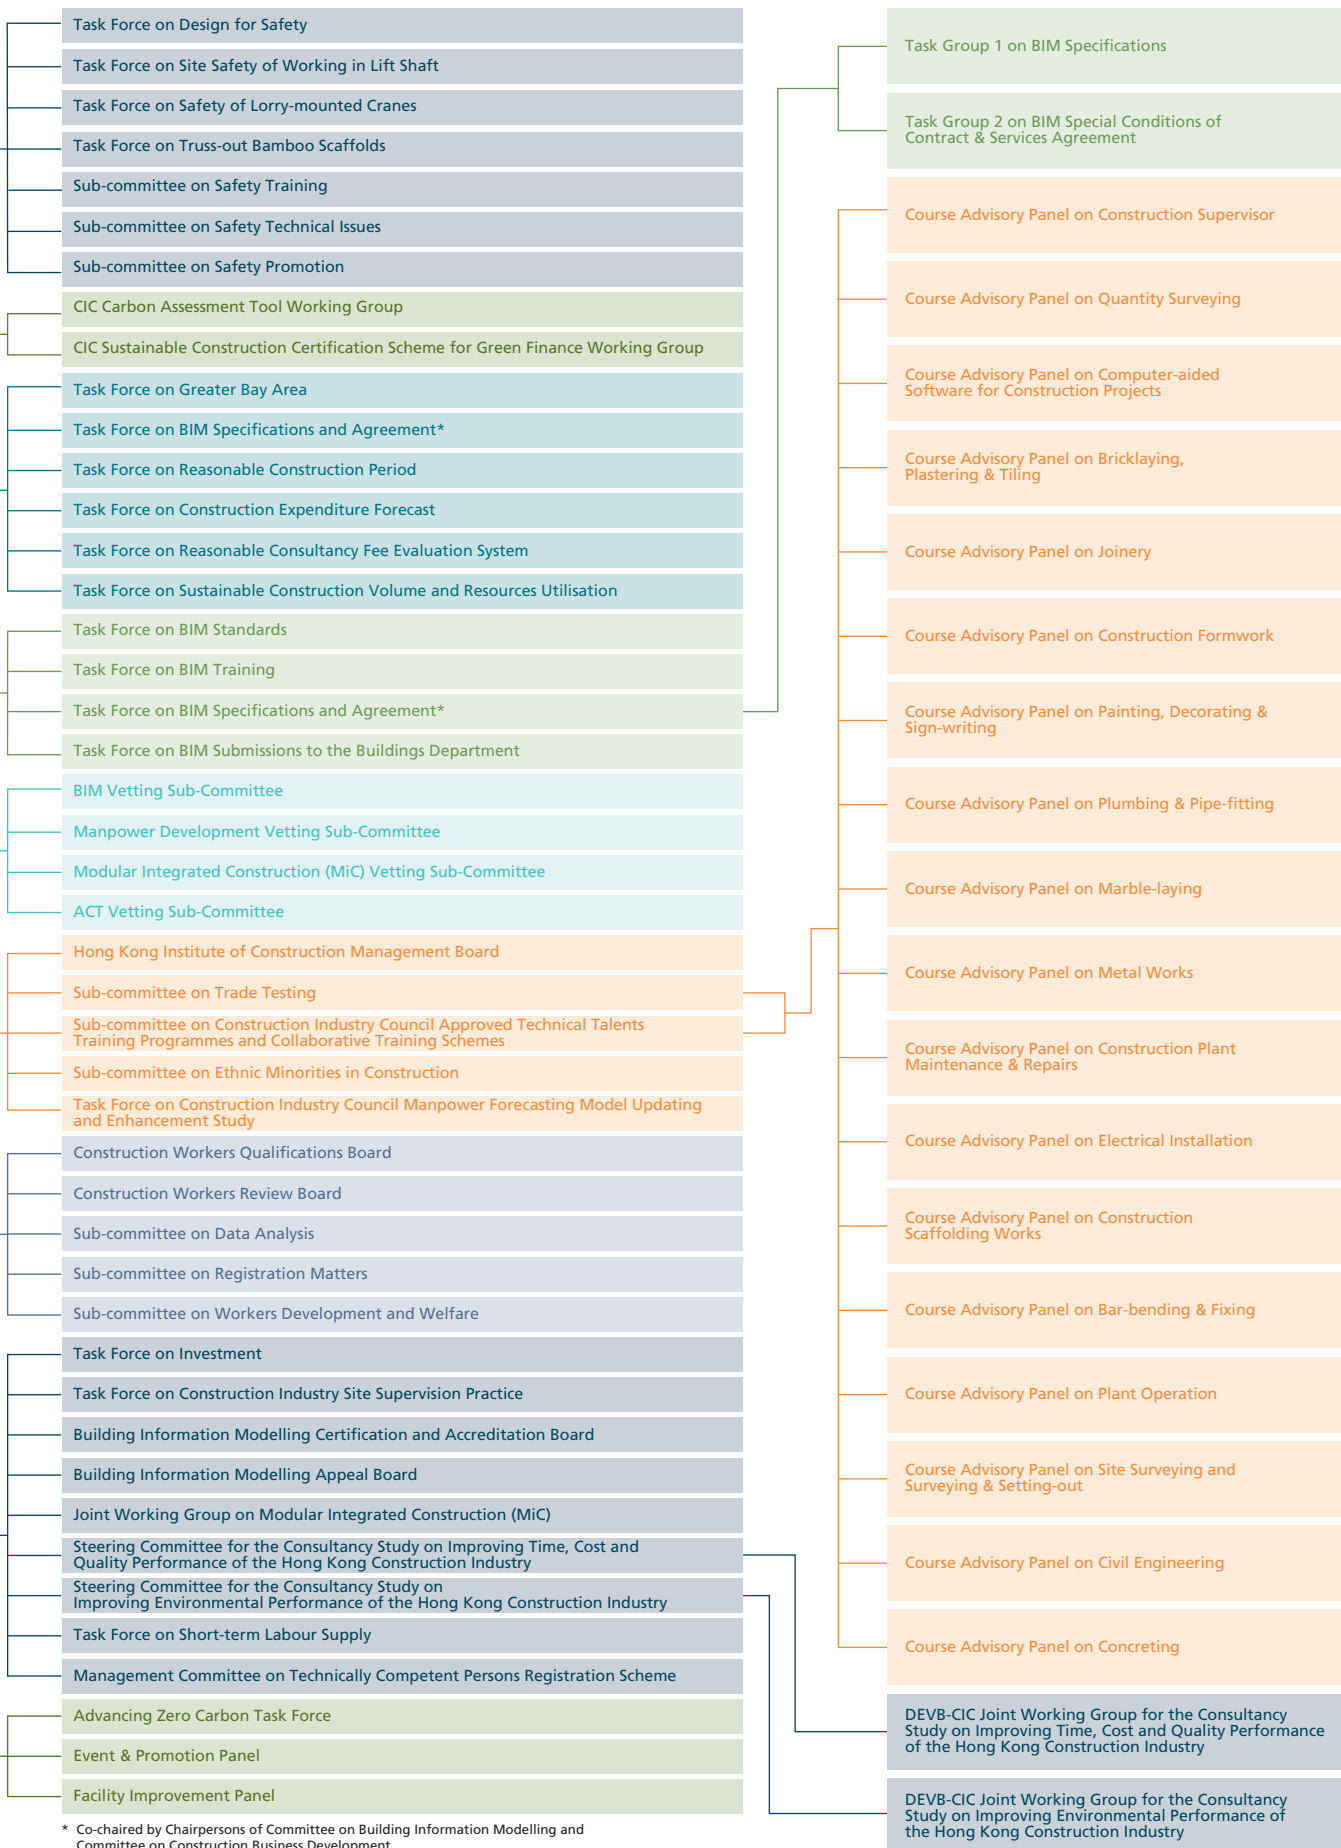 Task Force on Design for Safety
Task Force on Site Safety of Working in Lift Shaft
Task Force on Safety of Lorry-mounted Cranes
Task Force on Truss-out Bamboo Scaffolds
Sub-committee on Safety Training
Sub-committee on Safety Technical Issues
Sub-committee on Safety Promotion
CIC Carbon Assessment Tool Working Group
CIC Sustainable Construction Certification Scheme for Green Finance Working Group
Task Force on Greater Bay Area
Task Force on BIM Specifications and Agreement*
Task Force on Reasonable Construction Period
Task Force on Construction Expenditure Forecast
Task Force on Reasonable Consultancy Fee Evaluation System
Task Force on Sustainable Construction Volume and Resources Utilisation
Task Force on BIM Standards
Task Force on BIM Training
Task Force on BIM Specifications and Agreement*
Task Force on BIM Submissions to the Buildings Department
BIM Vetting Sub-Committee
Manpower Development Vetting Sub-Committee
Modular Integrated Construction (MiC) Vetting Sub-Committee
ACT Vetting Sub-Committee
Hong Kong Institute of Construction Management Board
Sub-committee on Trade Testing
Sub-committee on Construction Industry Council Approved Technical Talents
Training Programmes and Collaborative Training Schemes
Sub-committee on Ethnic Minorities in Construction
Task Force on Construction Industry Council Manpower Forecasting Model Updating
and Enhancement Study
Construction Workers Qualifications Board
Construction Workers Review Board
Sub-committee on Data Analysis
Sub-committee on Registration Matters
Sub-committee on Workers Development and Welfare
Task Force on Investment
Task Force on Construction Industry Site Supervision Practice
Building Information Modelling Certification and Accreditation Board
Building Information Modelling Appeal Board
Joint Working Group on Modular Integrated Construction (MiC)
Steering Committee for the Consultancy Study on Improving Time, Cost and
Quality Performance of the Hong Kong Construction Industry
Steering Committee for the Consultancy Study on
Improving Environmental Performance of the Hong Kong Construction Industry
Task Force on Short-term Labour Supply
Management Committee on Technically Competent Persons Registration Scheme
Advancing Zero Carbon Task Force
Event & Promotion Panel
Facility Improvement Panel
* Co-chaired by Chairpersons of Committee on Building Information Modelling and
Committee on Construction Business Development
Task Group 1 on BIM Specifications
Task Group 2 on BIM Special Conditions of
Contract & Services Agreement
Course Advisory Panel on Construction Supervisor
Course Advisory Panel on Quantity Surveying
Course Advisory Panel on Computer-aided
Software for Construction Projects
Course Advisory Panel on Bricklaying,
Plastering & Tiling
Course Advisory Panel on Joinery
Course Advisory Panel on Construction Formwork
Course Advisory Panel on Painting, Decorating &
Sign-writing
Course Advisory Panel on Plumbing & Pipe-fitting
Course Advisory Panel on Marble-laying
Course Advisory Panel on Metal Works
Course Advisory Panel on Construction Plant
Maintenance & Repairs
Course Advisory Panel on Electrical Installation
Course Advisory Panel on Construction
Scaffolding Works
Course Advisory Panel on Bar-bending & Fixing
Course Advisory Panel on Plant Operation
Course Advisory Panel on Site Surveying and
Surveying & Setting-out
Course Advisory Panel on Civil Engineering
Course Advisory Panel on Concreting
DEVB-CIC Joint Working Group for the Consultancy
Study on Improving Time, Cost and Quality Performance
of the Hong Kong Construction Industry
DEVB-CIC Joint Working Group for the Consultancy
Study on Improving Environmental Performance of
the Hong Kong Construction Industry